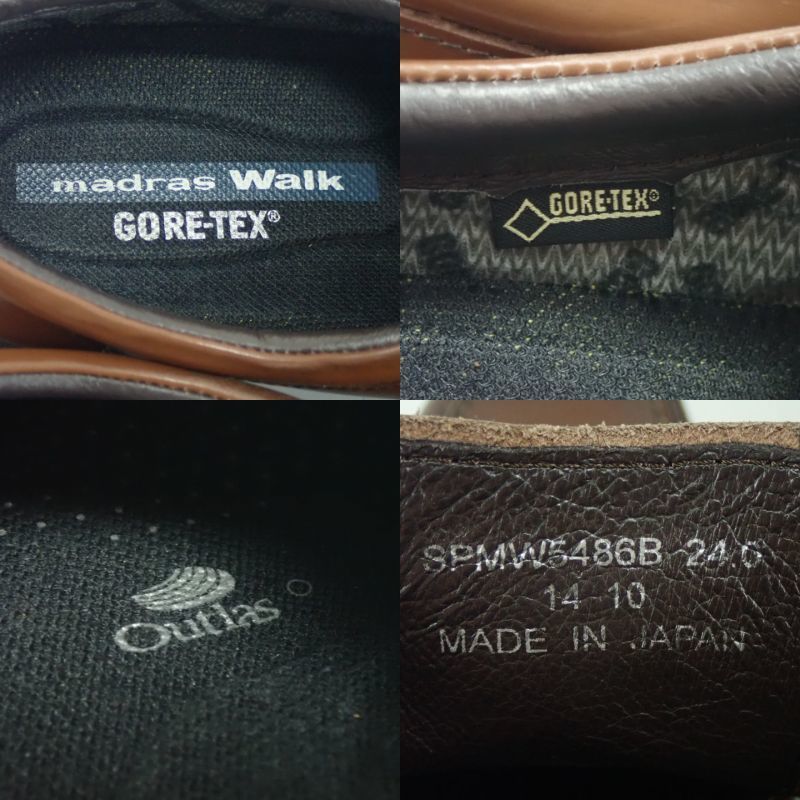 madras Walk
GORE-TEX®
GORE-TEX®
Outlas
SPMW5486B 24.0
14 10
MADE IN JAPAN